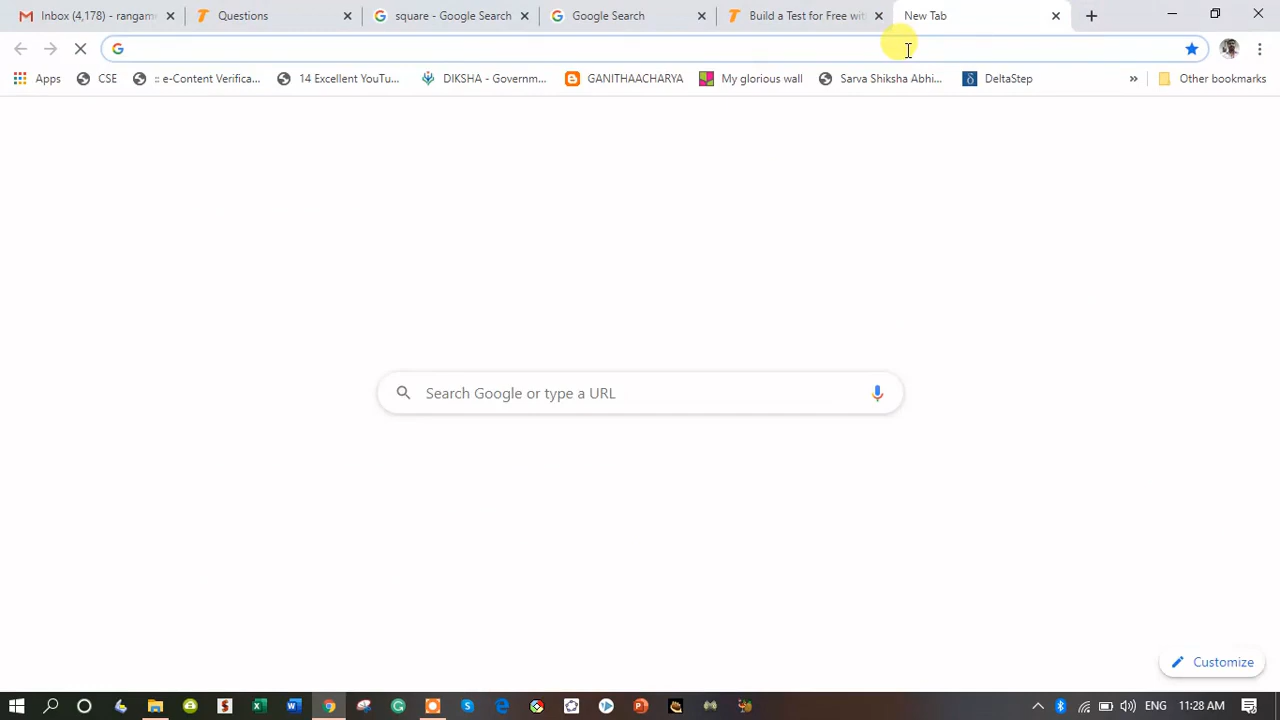 Inbox (4,178) - rangam
Questions
square - Google Search
Google Search
Build a Test for Free wit
New Tab
Apps
CSE
:: e-Content Verifica...
14 Excellent YouTu...
DIKSHA - Governm...
GANITHAACHARYA
My glorious wall
Sarva Shiksha Abhi...
DeltaStep
»
Other bookmarks
Search Google or type a URL
Customize
ENG
11:28 AM